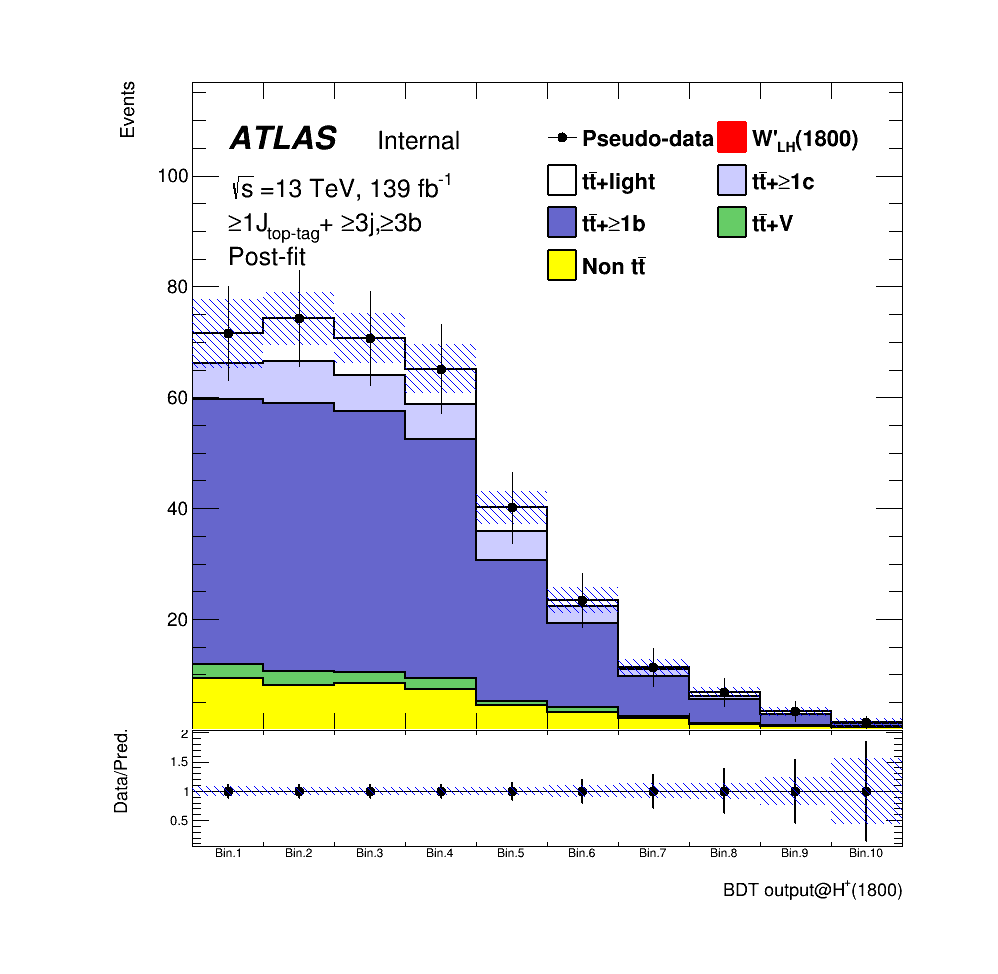 Events
100
80
60
40
20
ATLAS Internal
√s =13 TeV, 139 fb⁻¹
≥1J_top-tag+ ≥3j,≥3b
Post-fit
Pseudo-data
W'_LH(1800)
tt̄+light
tt̄+≥1c
tt̄+≥1b
tt̄+V
Non tt̄
Data/Pred.
2
1.5
1
0.5
Bin.1 Bin.2 Bin.3 Bin.4 Bin.5 Bin.6 Bin.7 Bin.8 Bin.9 Bin.10
BDT output@H⁺(1800)